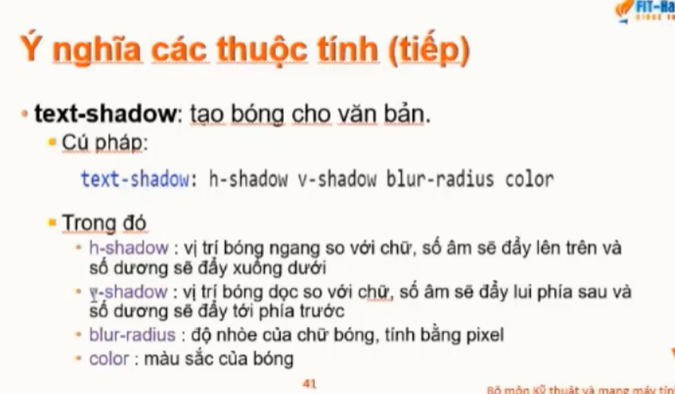 FIT-Ha
Ý nghĩa các thuộc tính (tiếp)
• text-shadow: tạo bóng cho văn bản.
Cú pháp:
text-shadow: h-shadow v-shadow blur-radius color
Trong đó
• h-shadow : vị trí bóng ngang so với chữ, số âm sẽ đẩy lên trên và
số dương sẽ đẩy xuống dưới
• v-shadow : vị trí bóng dọc so với chữ, số âm sẽ đẩy lui phía sau và
số dương sẽ đẩy tới phía trước
• blur-radius : độ nhòe của chữ bóng, tính bằng pixel
• color : màu sắc của bóng
41
Bộ môn Kỹ thuật và mạng máy tín